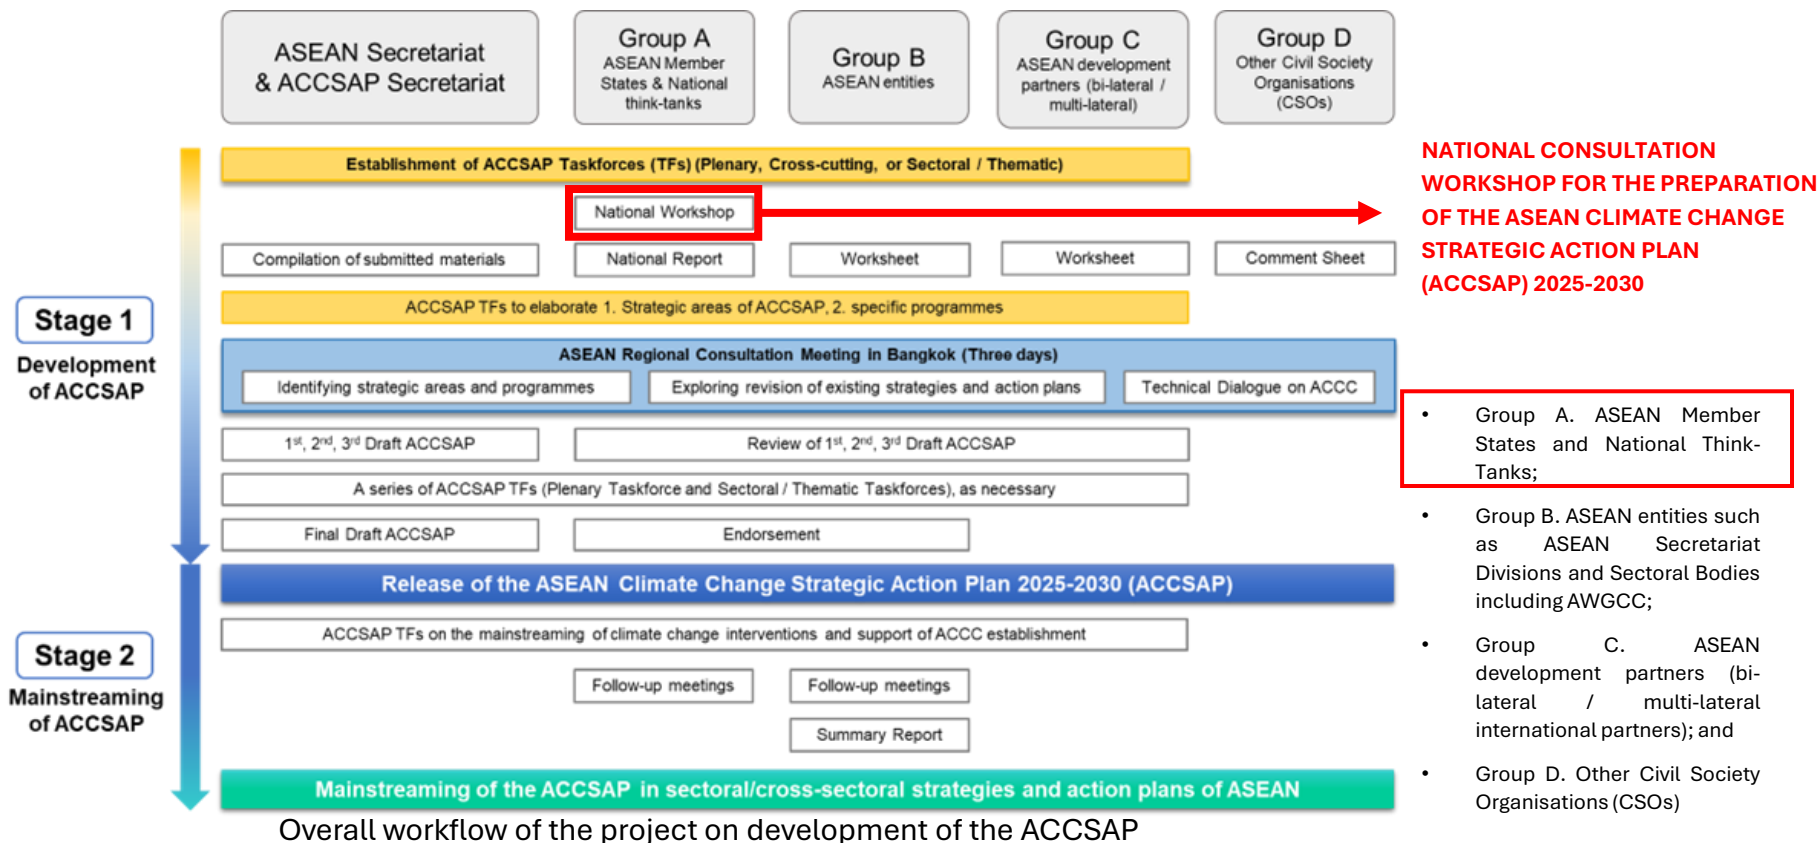 ASEAN Secretariat
& ACCSAP Secretariat
Group A
ASEAN Member
States & National
think-tanks
Group B
ASEAN entities
Group C
ASEAN development
partners (bi-lateral /
multi-lateral)
Group D
Other Civil Society
Organisations
(CSOs)
Establishment of ACCSAP Taskforces (TFs) (Plenary, Cross-cutting, or Sectoral / Thematic)
National Workshop
NATIONAL CONSULTATION
WORKSHOP FOR THE PREPARATION
OF THE ASEAN CLIMATE CHANGE
STRATEGIC ACTION PLAN
(ACCSAP) 2025-2030
Compilation of submitted materials
National Report
Worksheet
Worksheet
Comment Sheet
ACCSAP TFs to elaborate 1. Strategic areas of ACCSAP, 2. specific programmes
Stage 1
Development
of ACCSAP
ASEAN Regional Consultation Meeting in Bangkok (Three days)
Identifying strategic areas and programmes
Exploring revision of existing strategies and action plans
Technical Dialogue on ACCC
1st, 2nd, 3rd Draft ACCSAP
Review of 1st, 2nd, 3rd Draft ACCSAP
A series of ACCSAP TFs (Plenary Taskforce and Sectoral / Thematic Taskforces), as necessary
Final Draft ACCSAP
Endorsement
Release of the ASEAN Climate Change Strategic Action Plan 2025-2030 (ACCSAP)
Stage 2
Mainstreaming
of ACCSAP
ACCSAP TFs on the mainstreaming of climate change interventions and support of ACCC establishment
Follow-up meetings
Follow-up meetings
Summary Report
Mainstreaming of the ACCSAP in sectoral/cross-sectoral strategies and action plans of ASEAN
Overall workflow of the project on development of the ACCSAP
• Group A. ASEAN Member
States and National Think-
Tanks;
• Group B. ASEAN entities such
as ASEAN Secretariat
Divisions and Sectoral Bodies
including AWGCC;
• Group C. ASEAN
development partners (bi-
lateral / multi-lateral
international partners); and
• Group D. Other Civil Society
Organisations (CSOs)